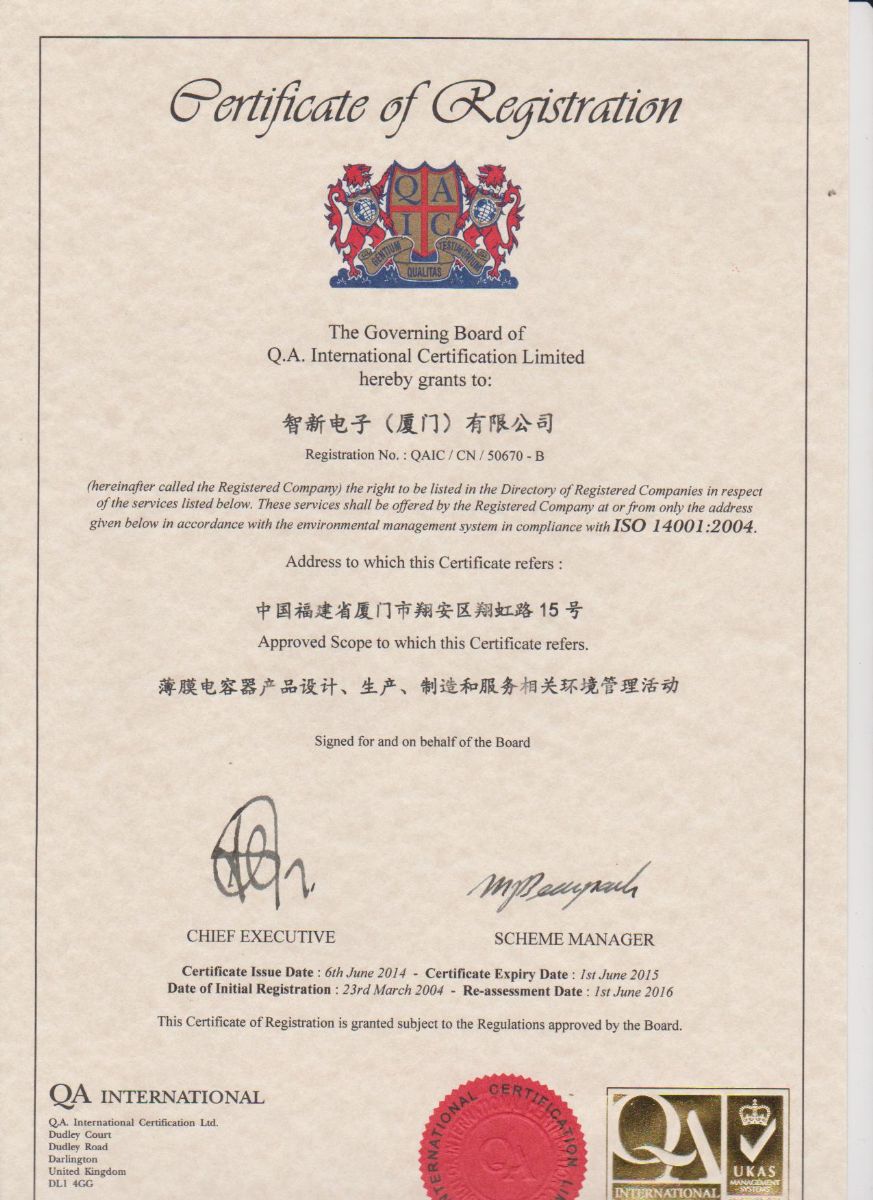 Certificate of Registration
Q A
I C
GENTIUM
TESTIMONIUM
QUALITAS
The Governing Board of
Q.A. International Certification Limited
hereby grants to:
智新电子（厦门）有限公司
Registration No. : QAIC / CN / 50670 - B
(hereinafter called the Registered Company) the right to be listed in the Directory of Registered Companies in respect
of the services listed below. These services shall be offered by the Registered Company at or from only the address
given below in accordance with the environmental management system in compliance with ISO 14001:2004.
Address to which this Certificate refers :
中国福建省厦门市翔安区翔虹路 15 号
Approved Scope to which this Certificate refers.
薄膜电容器产品设计、生产、制造和服务相关环境管理活动
Signed for and on behalf of the Board
CHIEF EXECUTIVE
SCHEME MANAGER
Certificate Issue Date : 6th June 2014 - Certificate Expiry Date : 1st June 2015
Date of Initial Registration : 23rd March 2004 - Re-assessment Date : 1st June 2016
This Certificate of Registration is granted subject to the Regulations approved by the Board.
QA INTERNATIONAL
Q.A. International Certification Ltd.
Dudley Court
Dudley Road
Darlington
United Kingdom
DL1 4GG
INTERNATIONAL CERTIFICATION
QA
INTERNATIONAL
UKAS
MANAGEMENT
SYSTEMS